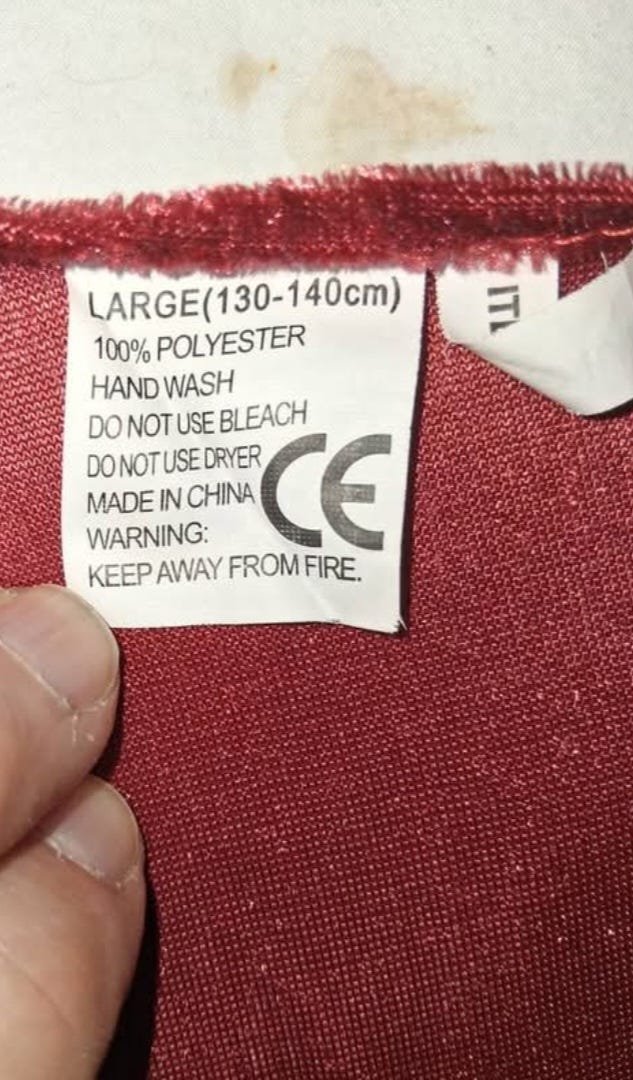 LARGE(130-140cm)
100% POLYESTER
HAND WASH
DO NOT USE BLEACH
DO NOT USE DRYER
MADE IN CHINA
CE
WARNING:
KEEP AWAY FROM FIRE.